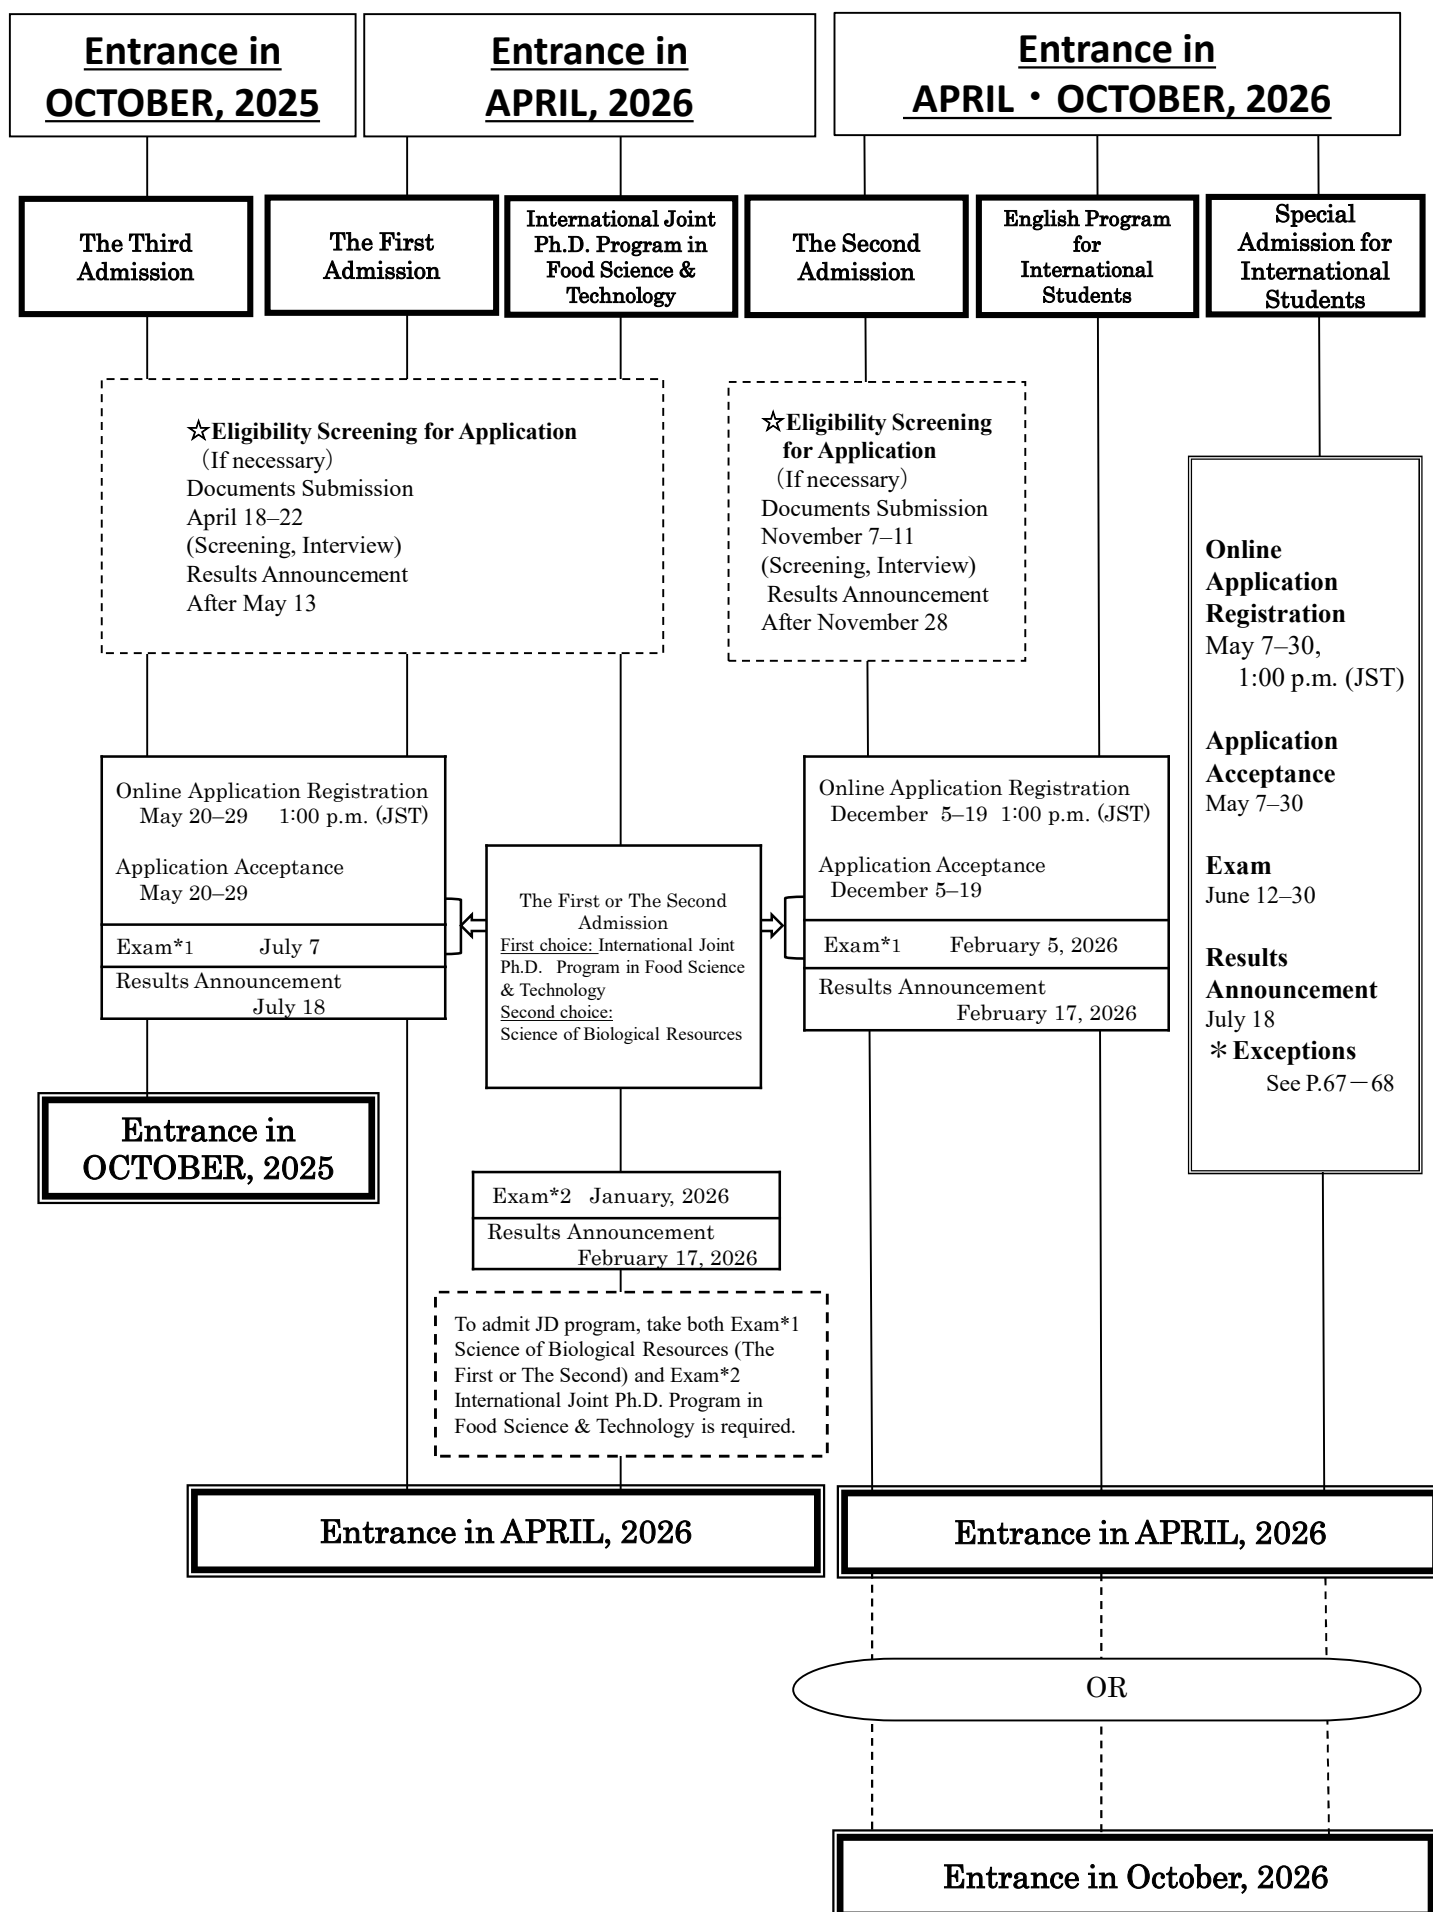 Entrance in
OCTOBER, 2025
Entrance in
APRIL, 2026
Entrance in
APRIL・OCTOBER, 2026
The Third
Admission
The First
Admission
International Joint
Ph.D. Program in
Food Science &
Technology
The Second
Admission
English Program
for
International
Students
Special
Admission for
International
Students
☆Eligibility Screening for Application
（If necessary）
Documents Submission
April 18–22
(Screening, Interview)
Results Announcement
After May 13
☆Eligibility Screening
for Application
（If necessary）
Documents Submission
November 7–11
(Screening, Interview)
Results Announcement
After November 28
Online
Application
Registration
May 7–30,
1:00 p.m. (JST)
Application
Acceptance
May 7–30
Exam
June 12–30
Results
Announcement
July 18
＊Exceptions
See P.67－68
Online Application Registration
May 20–29 1:00 p.m. (JST)
Application Acceptance
May 20–29
Exam*1 July 7
Results Announcement
July 18
The First or The Second
Admission
First choice: International Joint
Ph.D. Program in Food Science
& Technology
Second choice:
Science of Biological Resources
Online Application Registration
December 5–19 1:00 p.m. (JST)
Application Acceptance
December 5–19
Exam*1 February 5, 2026
Results Announcement
February 17, 2026
Entrance in
OCTOBER, 2025
Exam*2 January, 2026
Results Announcement
February 17, 2026
To admit JD program, take both Exam*1
Science of Biological Resources (The
First or The Second) and Exam*2
International Joint Ph.D. Program in
Food Science & Technology is required.
Entrance in APRIL, 2026
Entrance in APRIL, 2026
OR
Entrance in October, 2026